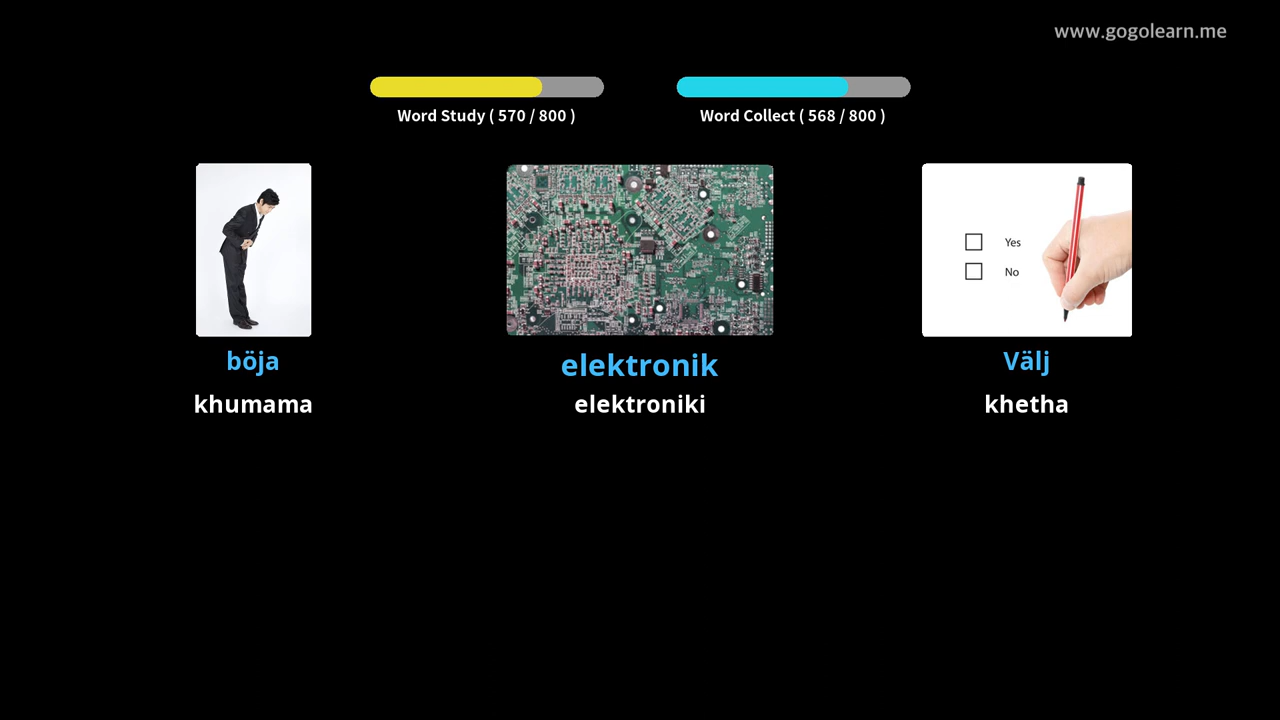 www.gogolearn.me
Word Study ( 570 / 800 )
Word Collect ( 568 / 800 )
Yes
No
böja
elektronik
Välj
khumama
elektroniki
khetha